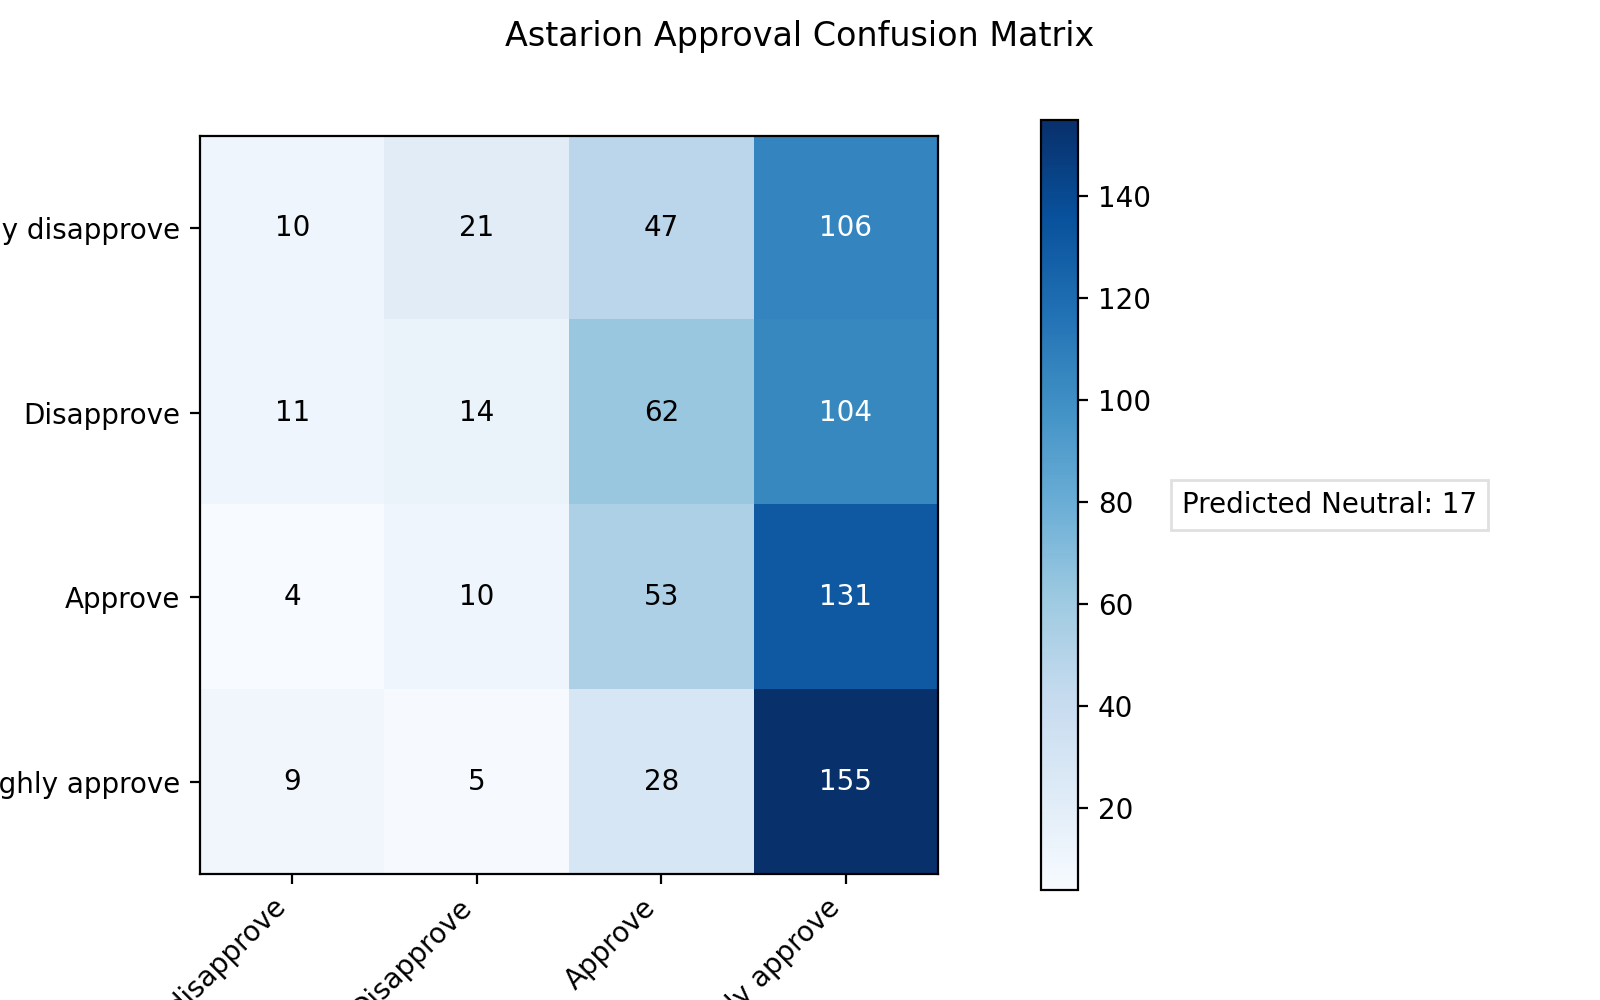 Astarion Approval Confusion Matrix
y disapprove 10 21 47 106
Disapprove 11 14 62 104
Approve 4 10 53 131
ghly approve 9 5 28 155
disapprove
Disapprove
Approve
ly approve
140
120
100
80
60
40
20
Predicted Neutral: 17